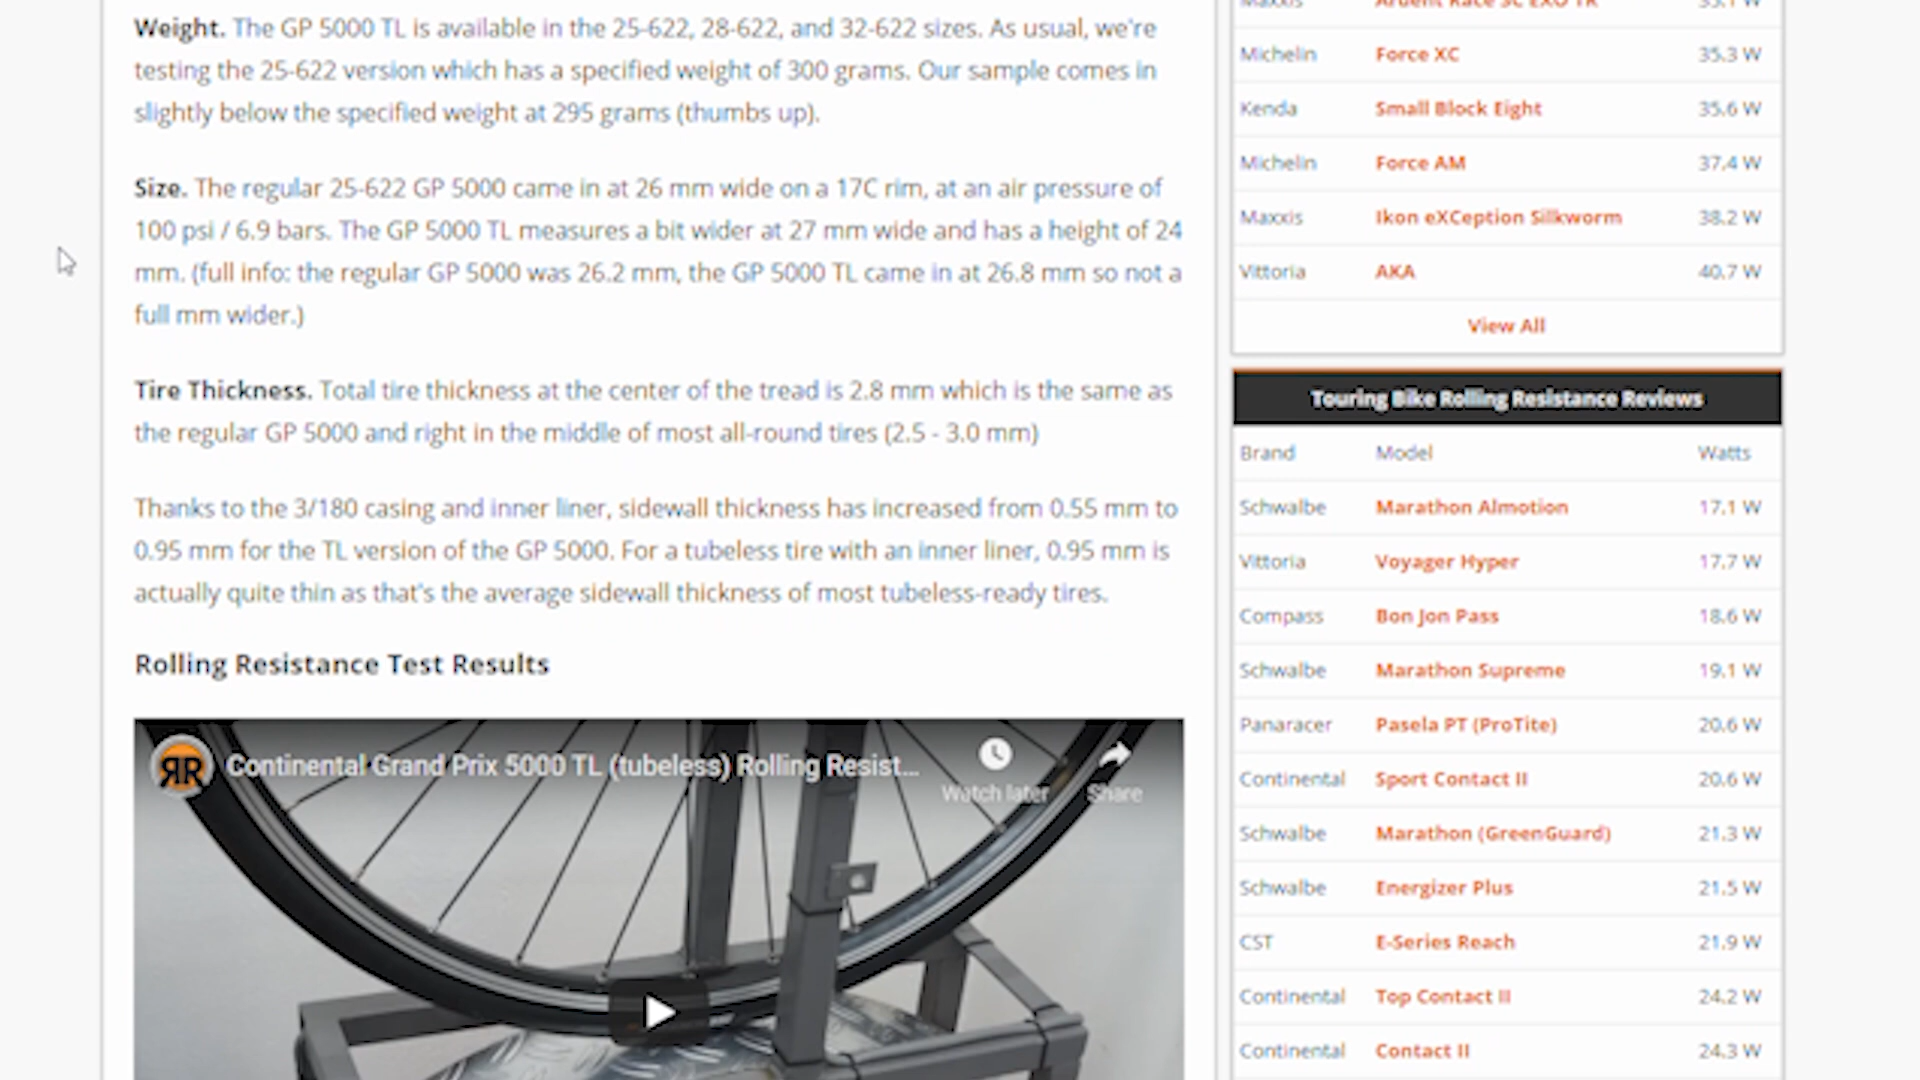 Weight. The GP 5000 TL is available in the 25-622, 28-622, and 32-622 sizes. As usual, we're
testing the 25-622 version which has a specified weight of 300 grams. Our sample comes in
slightly below the specified weight at 295 grams (thumbs up).
Size. The regular 25-622 GP 5000 came in at 26 mm wide on a 17C rim, at an air pressure of
100 psi / 6.9 bars. The GP 5000 TL measures a bit wider at 27 mm wide and has a height of 24
mm. (full info: the regular GP 5000 was 26.2 mm, the GP 5000 TL came in at 26.8 mm so not a
full mm wider.)
Tire Thickness. Total tire thickness at the center of the tread is 2.8 mm which is the same as
the regular GP 5000 and right in the middle of most all-round tires (2.5 - 3.0 mm)
Thanks to the 3/180 casing and inner liner, sidewall thickness has increased from 0.55 mm to
0.95 mm for the TL version of the GP 5000. For a tubeless tire with an inner liner, 0.95 mm is
actually quite thin as that's the average sidewall thickness of most tubeless-ready tires.
Rolling Resistance Test Results
RR Continental Grand Prix 5000 TL (tubeless) Rolling Resist...
Watch later Share
Maxxis Ardent Race 3C EXO TR
Michelin Force XC 35.3 W
Kenda Small Block Eight 35.6 W
Michelin Force AM 37.4 W
Maxxis Ikon eXCeption Silkworm 38.2 W
Vittoria AKA 40.7 W
View All
Touring Bike Rolling Resistance Reviews
Brand Model Watts
Schwalbe Marathon Almotion 17.1 W
Vittoria Voyager Hyper 17.7 W
Compass Bon Jon Pass 18.6 W
Schwalbe Marathon Supreme 19.1 W
Panaracer Pasela PT (ProTite) 20.6 W
Continental Sport Contact II 20.6 W
Schwalbe Marathon (GreenGuard) 21.3 W
Schwalbe Energizer Plus 21.5 W
CST E-Series Reach 21.9 W
Continental Top Contact II 24.2 W
Continental Contact II 24.3 W